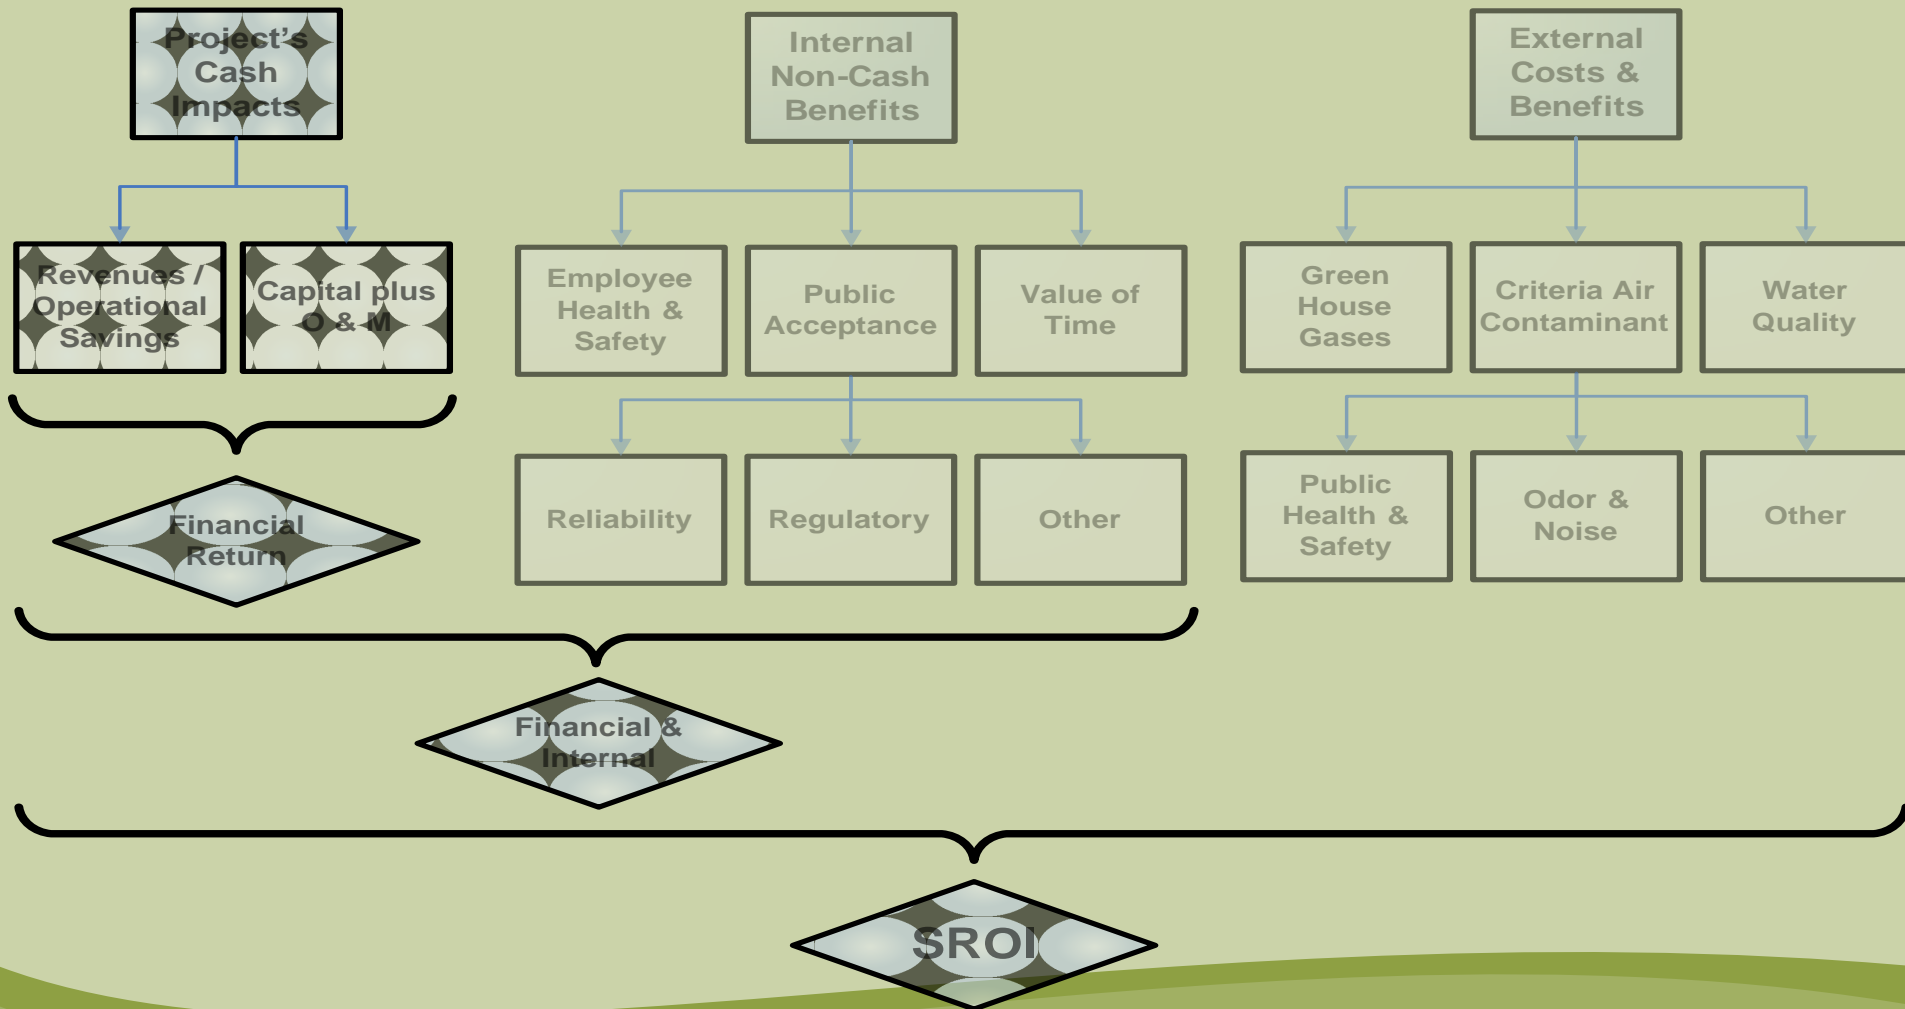 Project's
Cash
Impacts
Internal
Non-Cash
Benefits
External
Costs &
Benefits
Revenues /
Operational
Savings
Capital plus
O & M
Employee
Health &
Safety
Public
Acceptance
Value of
Time
Green
House
Gases
Criteria Air
Contaminant
Water
Quality
Reliability
Regulatory
Other
Public
Health &
Safety
Odor &
Noise
Other
Financial
Return
Financial &
Internal
SROI